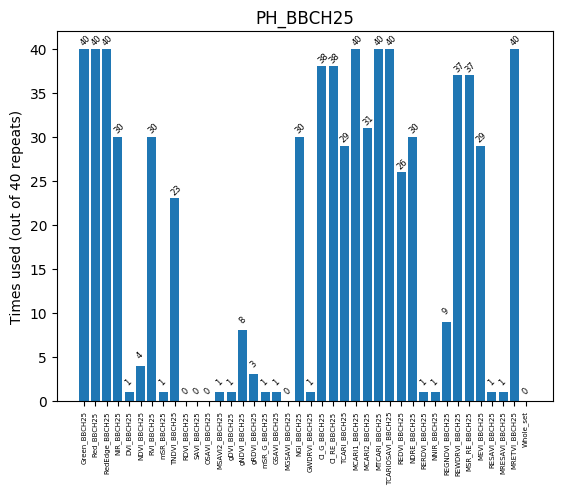 PH_BBCH25
Times used (out of 40 repeats)
40
35
30
25
20
15
10
5
0
40 40 40 30 1 4 30 1 23 0 0 0 1 1 8 3 1 1 0 30 1 38 38 29 40 31 40 40 26 30 1 1 9 37 37 29 1 1 40 0
Green_BBCH25
Red_BBCH25
RedEdge_BBCH25
NIR_BBCH25
DVI_BBCH25
NDVI_BBCH25
RVI_BBCH25
mSR_BBCH25
TNDVI_BBCH25
RDVI_BBCH25
SAVI_BBCH25
OSAVI_BBCH25
MSAVI2_BBCH25
gDVI_BBCH25
gNDVI_BBCH25
gRDVI_BBCH25
mSR_G_BBCH25
GSAVI_BBCH25
MGSAVI_BBCH25
NGI_BBCH25
GWDRVI_BBCH25
CI_G_BBCH25
CI_RE_BBCH25
TCARI_BBCH25
MCARI1_BBCH25
MCARI2_BBCH25
MTCARI_BBCH25
TCARIOSAVI_BBCH25
REDVI_BBCH25
NDRE_BBCH25
RERDVI_BBCH25
NNIR_BBCH25
REGNDVI_BBCH25
REWDRVI_BBCH25
MSR_RE_BBCH25
MEVI_BBCH25
RESAVI_BBCH25
MRESAVI_BBCH25
MRETVI_BBCH25
Whole_set